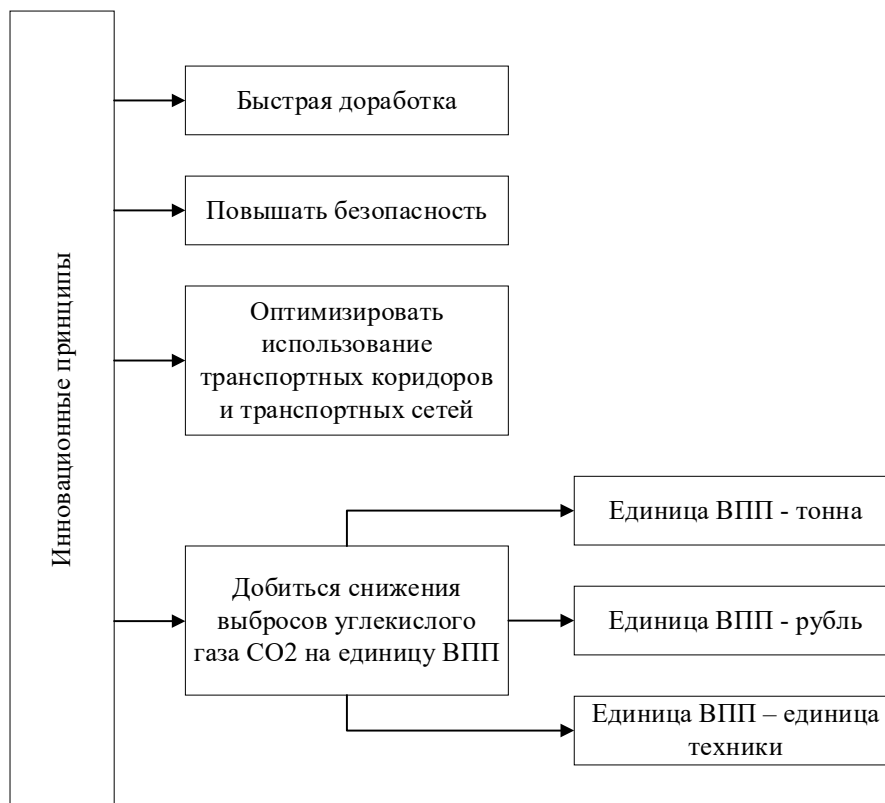 Инновационные принципы
Быстрая доработка
Повышать безопасность
Оптимизировать
использование
транспортных коридоров
и транспортных сетей
Добиться снижения
выбросов углекислого
газа СО2 на единицу ВПП
Единица ВПП - тонна
Единица ВПП - рубль
Единица ВПП – единица
техники